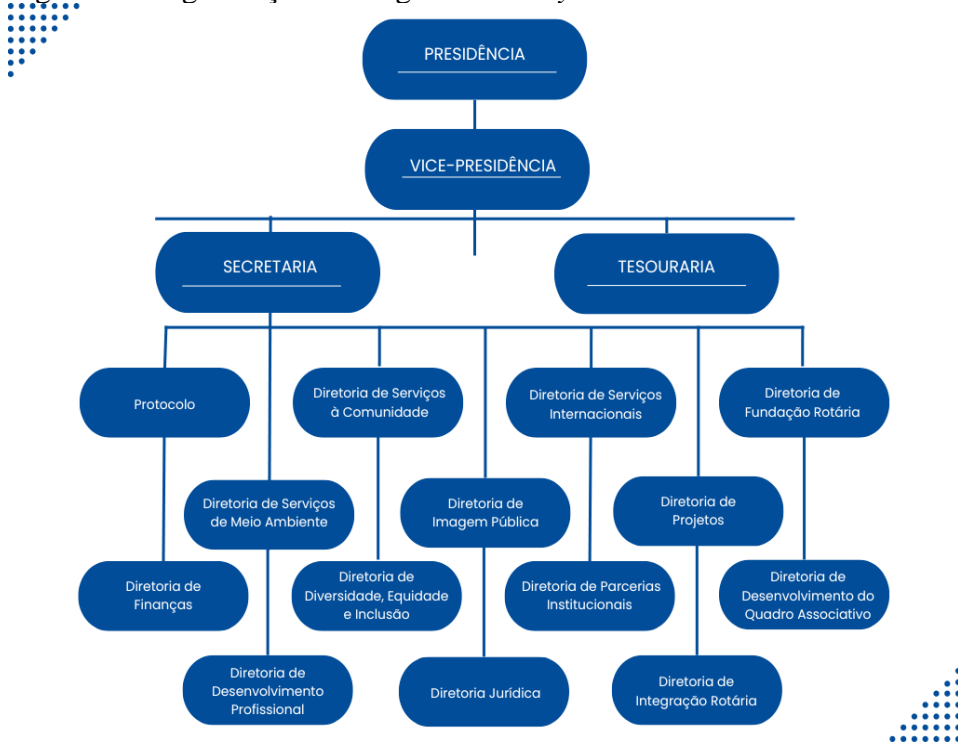 PRESIDÊNCIA
VICE-PRESIDÊNCIA
SECRETARIA
TESOURARIA
Protocolo
Diretoria de Serviços
à Comunidade
Diretoria de Serviços
Internacionais
Diretoria de
Fundação Rotária
Diretoria de Serviços
de Meio Ambiente
Diretoria de
Imagem Pública
Diretoria de
Projetos
Diretoria de
Finanças
Diretoria de
Diversidade, Equidade
e Inclusão
Diretoria de Parcerias
Institucionais
Diretoria de
Desenvolvimento do
Quadro Associativo
Diretoria de
Desenvolvimento
Profissional
Diretoria Jurídica
Diretoria de
Integração Rotária